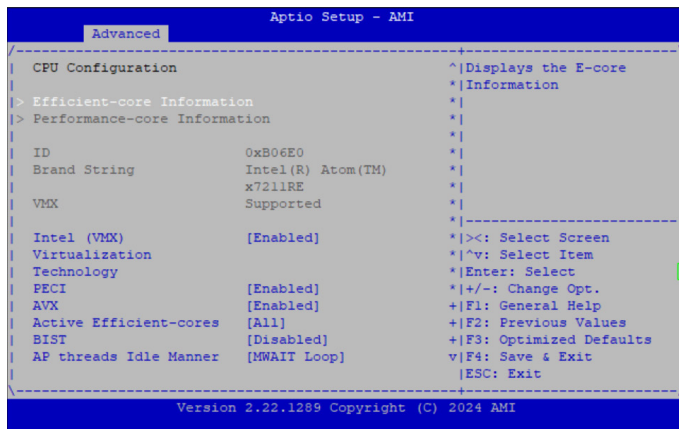 Aptio Setup - AMI
Advanced
CPU Configuration
Displays the E-core
Information
> Efficient-core Information
> Performance-core Information
ID 0xB06E0
Brand String Intel(R) Atom(TM)
x7211RE
VMX Supported
Intel (VMX) [Enabled]
Virtualization
Technology
PECI [Enabled]
AVX [Enabled]
Active Efficient-cores [All]
BIST [Disabled]
AP threads Idle Manner [MWAIT Loop]
><: Select Screen
^v: Select Item
Enter: Select
+/-: Change Opt.
F1: General Help
F2: Previous Values
F3: Optimized Defaults
F4: Save & Exit
ESC: Exit
Version 2.22.1289 Copyright (C) 2024 AMI